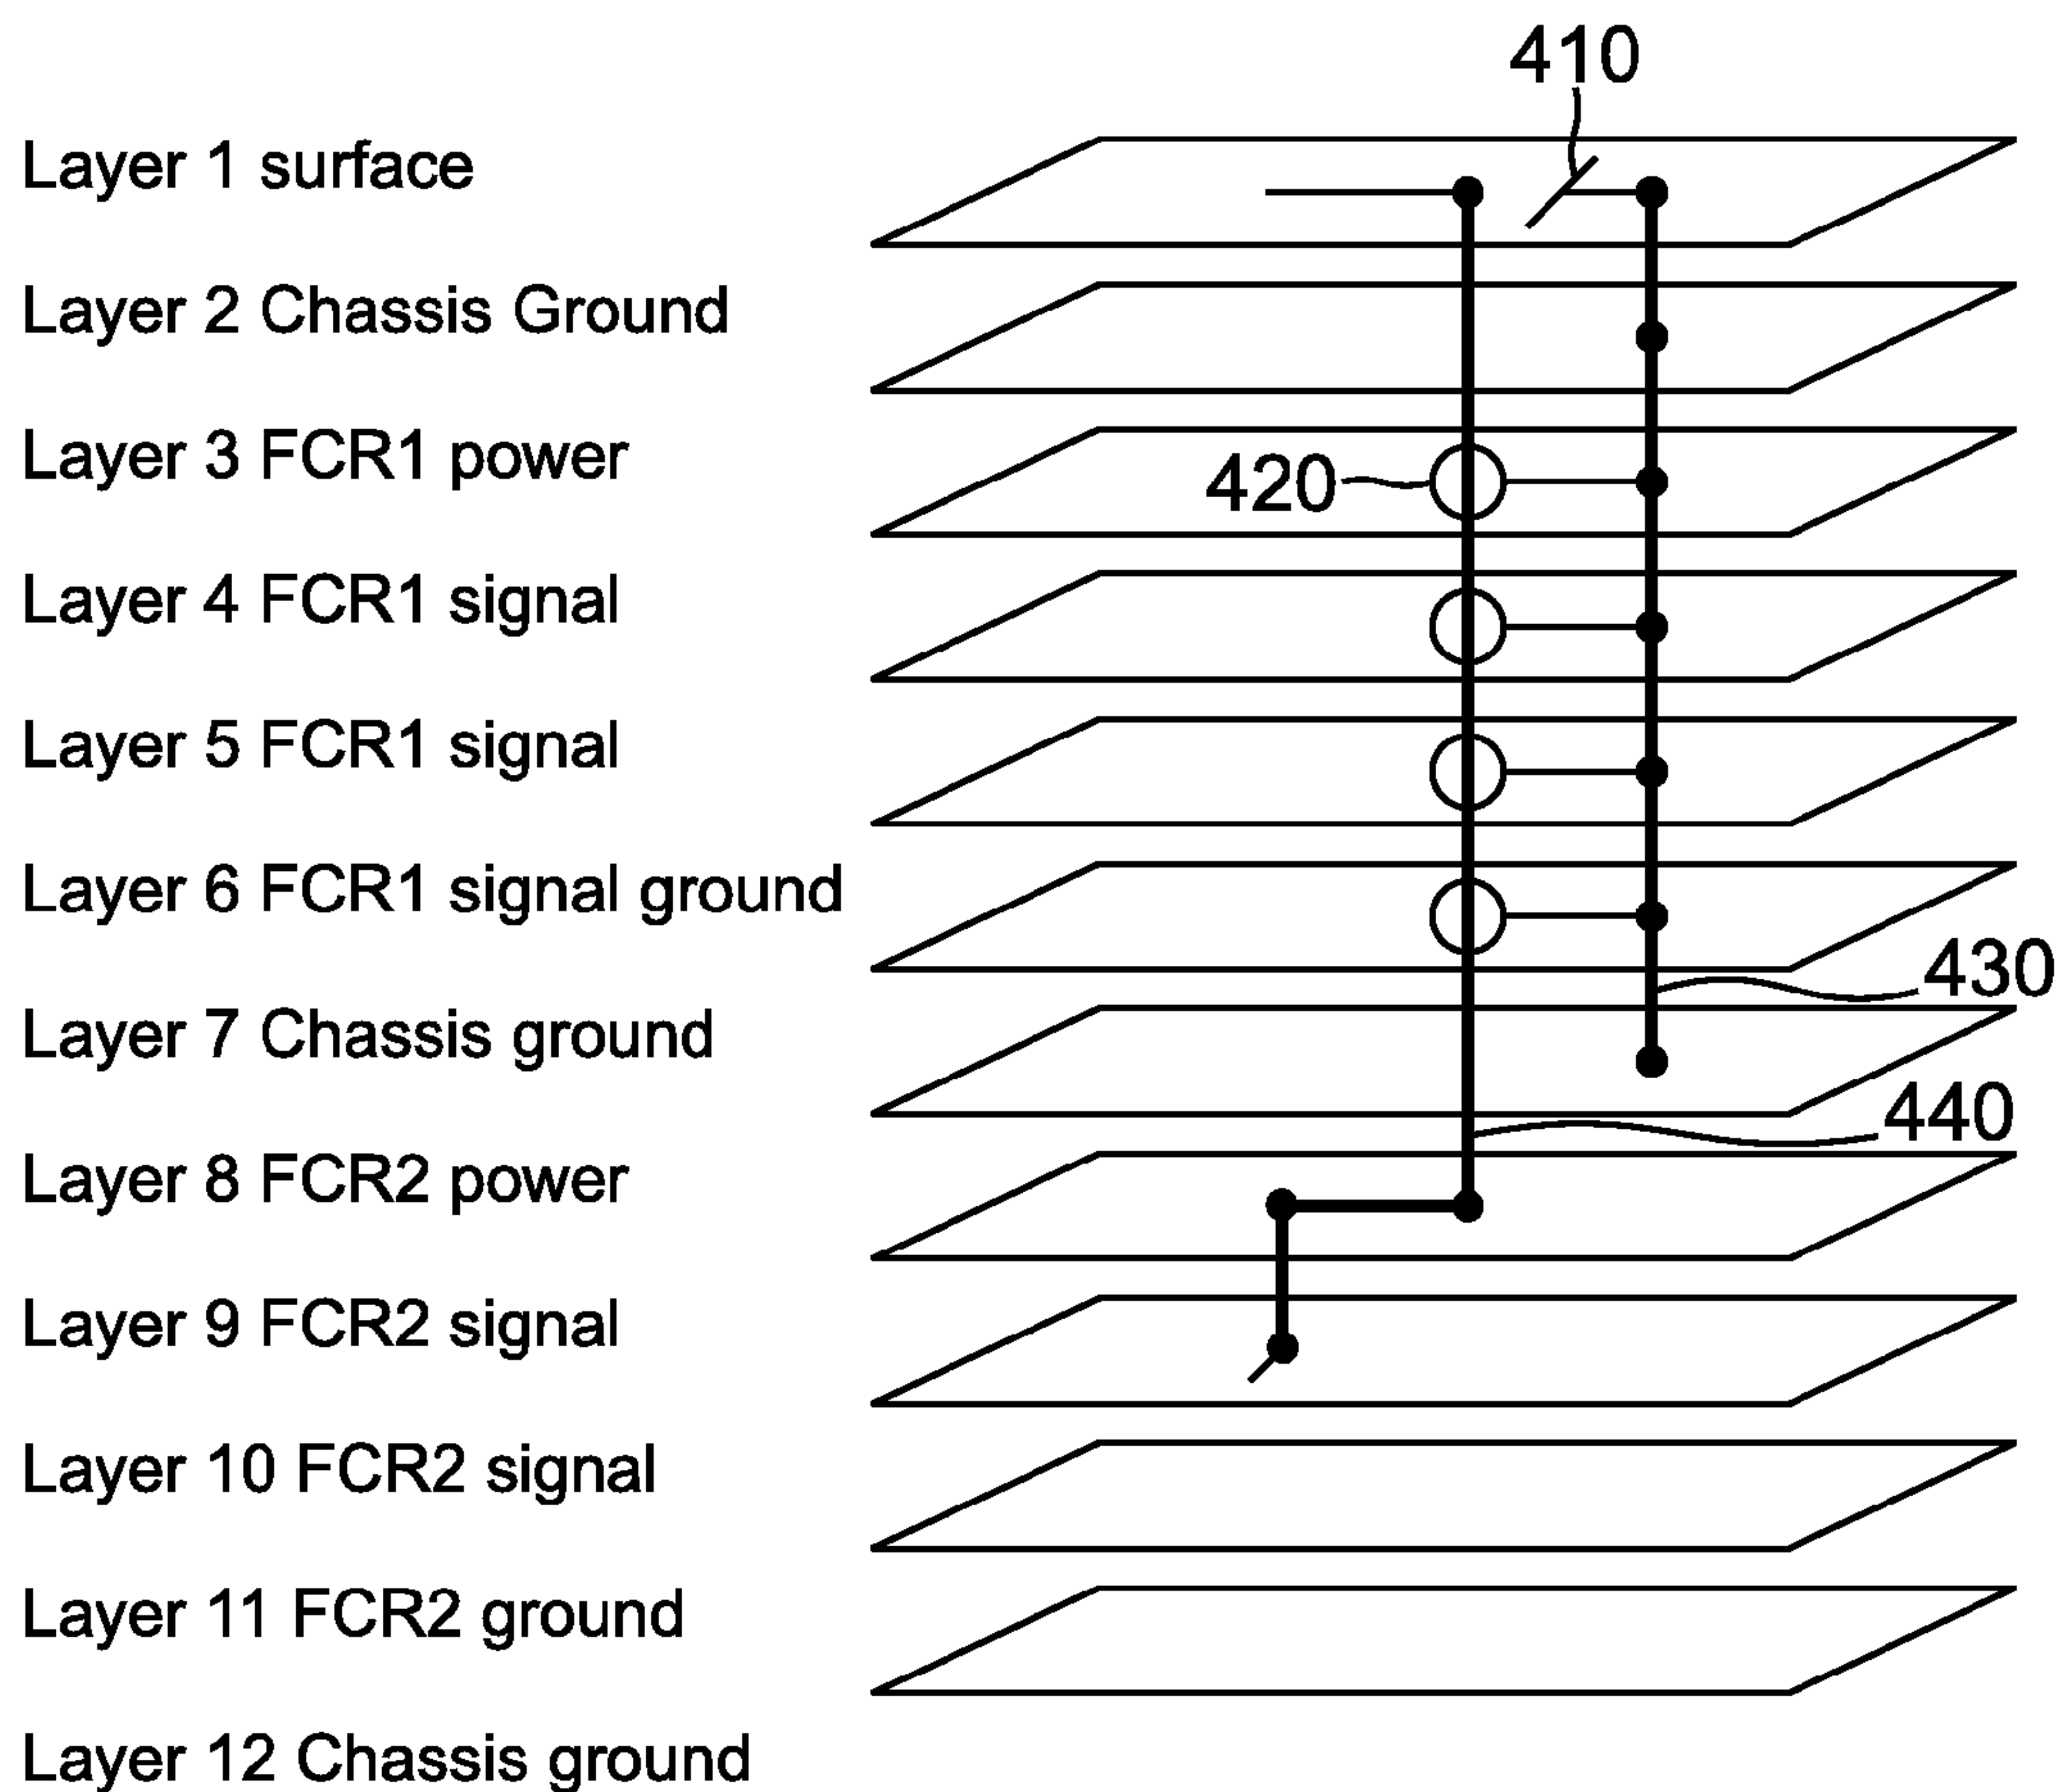 410
Layer 1 surface
Layer 2 Chassis Ground
Layer 3 FCR1 power
420
Layer 4 FCR1 signal
Layer 5 FCR1 signal
Layer 6 FCR1 signal ground
430
Layer 7 Chassis ground
440
Layer 8 FCR2 power
Layer 9 FCR2 signal
Layer 10 FCR2 signal
Layer 11 FCR2 ground
Layer 12 Chassis ground